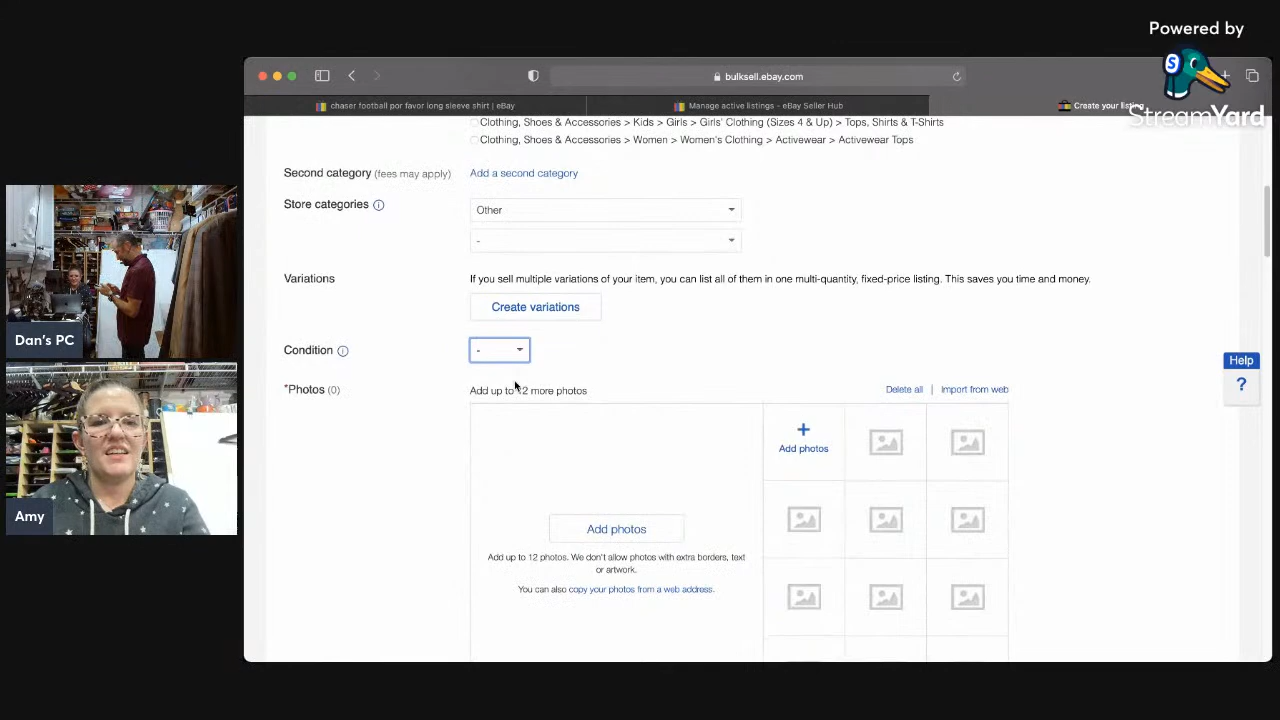 Powered by
StreamYard
bulksell.ebay.com
chaser football por favor long sleeve shirt | eBay
Manage active listings - eBay Seller Hub
Create your listing
Clothing, Shoes & Accessories > Kids > Girls > Girls' Clothing (Sizes 4 & Up) > Tops, Shirts & T-Shirts
Clothing, Shoes & Accessories > Women > Women's Clothing > Activewear > Activewear Tops
Second category (fees may apply) Add a second category
Store categories Other
-
Variations If you sell multiple variations of your item, you can list all of them in one multi-quantity, fixed-price listing. This saves you time and money.
Create variations
Condition -
*Photos (0) Add up to 12 more photos Delete all | Import from web
Add photos
Add photos
Add up to 12 photos. We don't allow photos with extra borders, text
or artwork.
You can also copy your photos from a web address.
Help
?
Dan's PC
Amy